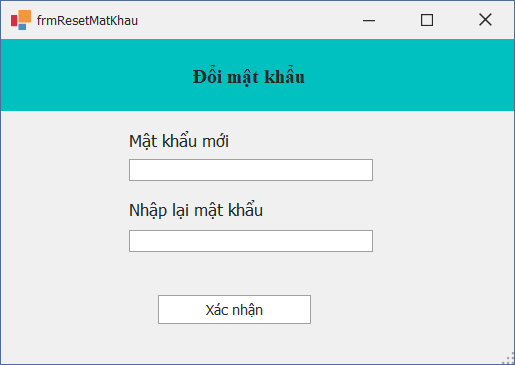 frmResetMatKhau
Đổi mật khẩu
Mật khẩu mới
Nhập lại mật khẩu
Xác nhận